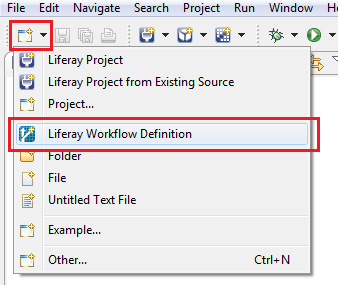 File Edit Navigate Search Project Run Window Help
Liferay Project
Liferay Project from Existing Source
Project...
Liferay Workflow Definition
Folder
File
Untitled Text File
Example...
Other... Ctrl+N